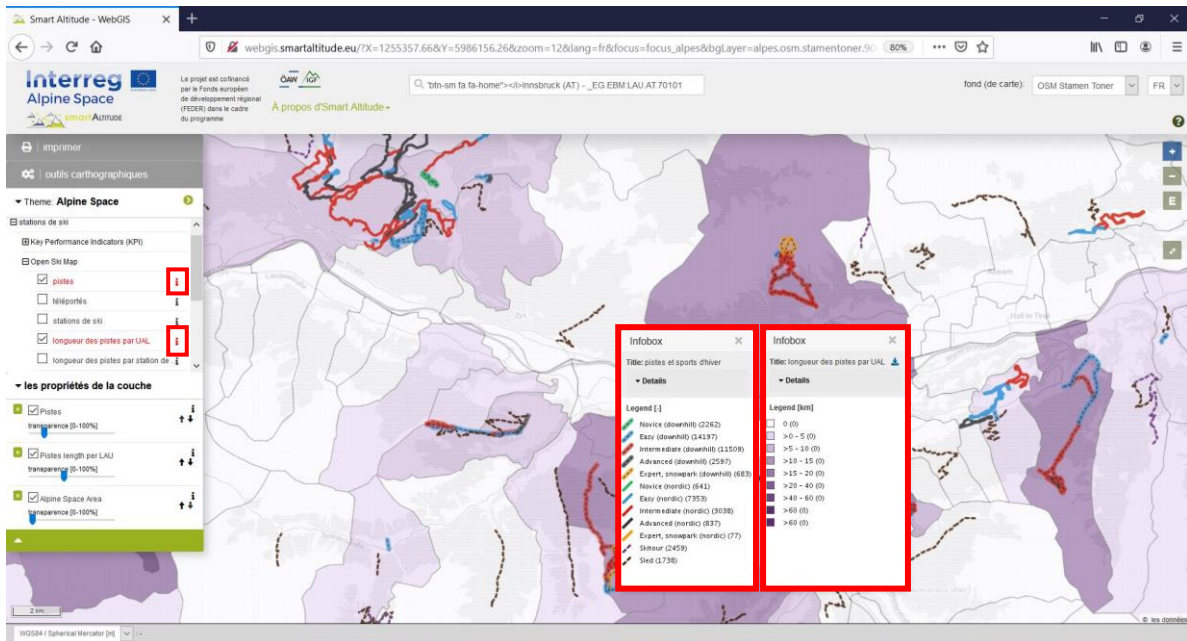 Smart Altitude - WebGIS
webgis.smartaltitude.eu/?X=1255357.66&Y=5986156.26&zoom=12&lang=fr&focus=focus_alpes&bgLayer=alpes.osm.stamentoner.90
80%
Interreg
Alpine Space
smartAltitude
Le projet est cofinancé
par le Fonds européen
de développement régional
(FEDER) dans le cadre
du programme
ÖAW IGF
À propos d'Smart Altitude
'btn-sm fa fa-home"></i>Innsbruck (AT) - _EG.EBM:LAU.AT.70101
fond (de carte): OSM Stamen Toner
FR
imprimer
outils carthographiques
Theme: Alpine Space
stations de ski
Key Performance Indicators (KPI)
Open Ski Map
pistes i
téléportés i
stations de ski i
longueur des pistes par UAL i
longueur des pistes par station de i
les propriétés de la couche
Pistes i
transparence [0-100%]
Pistes length per LAU i
transparence [0-100%]
Alpine Space Area i
transparence [0-100%]
E
Zirl
Hall in Tirol
Infobox
Title: pistes et sports d'hiver
Details
Legend [-]
Novice (downhill) (2262)
Easy (downhill) (14197)
Intermediate (downhill) (11509)
Advanced (downhill) (2597)
Expert, snowpark (downhill) (683)
Novice (nordic) (641)
Easy (nordic) (7353)
Intermediate (nordic) (3038)
Advanced (nordic) (837)
Expert, snowpark (nordic) (77)
Skitour (2459)
Sled (1738)
Infobox
Title: longueur des pistes par UAL
Details
Legend [km]
0 (0)
>0 - 5 (0)
>5 - 10 (0)
>10 - 15 (0)
>15 - 20 (0)
>20 - 40 (0)
>40 - 60 (0)
>60 (0)
>60 (0)
2 km
© les données
WGS84 / Spherical Mercator [m]